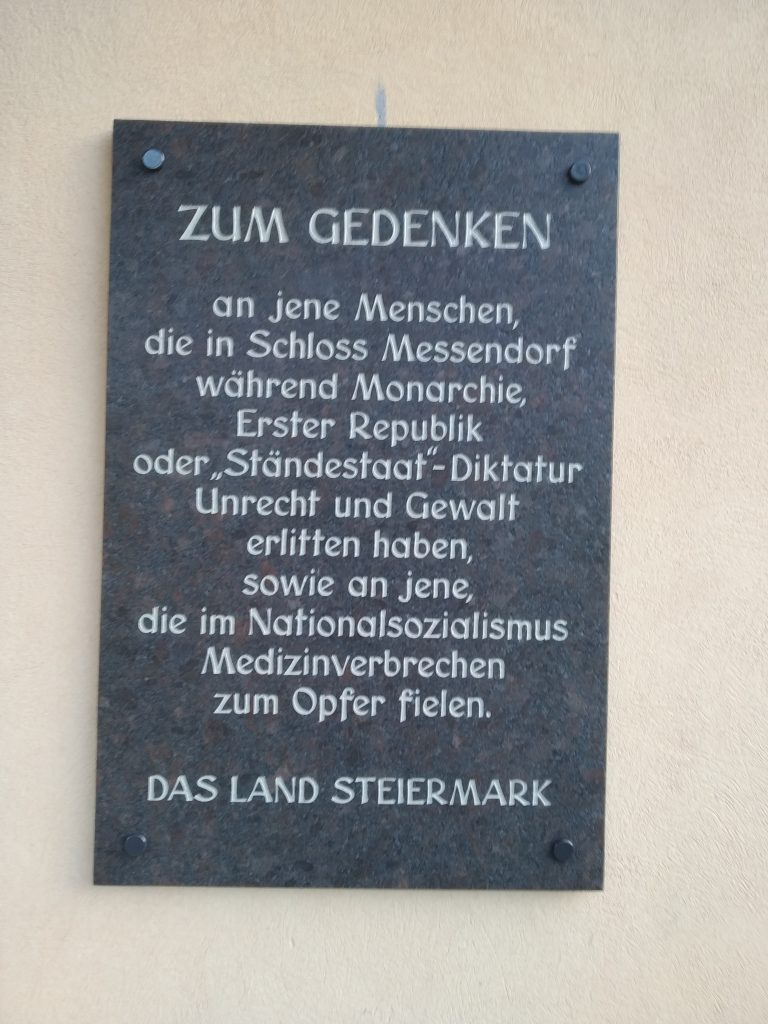 ZUM GEDENKEN
an jene Menschen,
die in Schloss Messendorf
während Monarchie,
Erster Republik
oder „Ständestaat“-Diktatur
Unrecht und Gewalt
erlitten haben,
sowie an jene,
die im Nationalsozialismus
Medizinverbrechen
zum Opfer fielen.
DAS LAND STEIERMARK